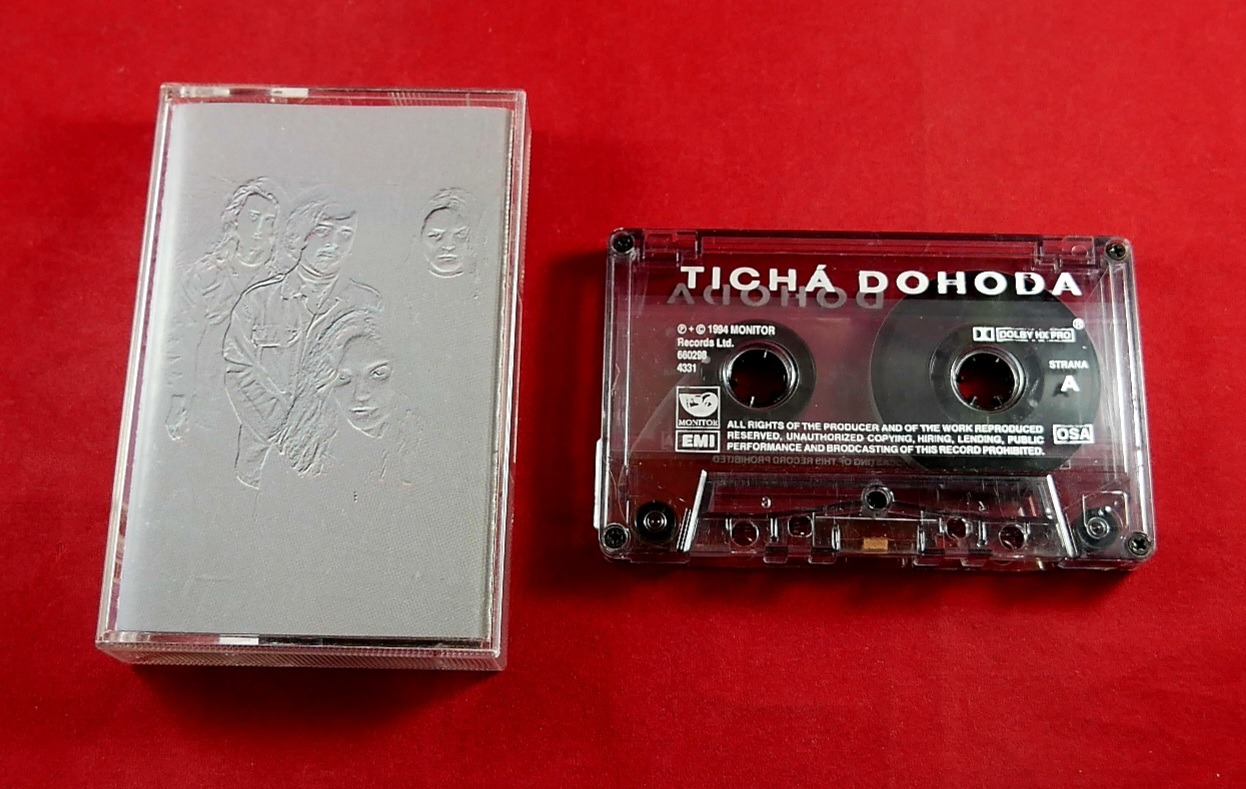 TICHÁ DOHODA
℗ + © 1994 MONITOR
Records Ltd.
660298
4331
DOLBY HX PRO®
STRANA
A
MONITOR
EMI
ALL RIGHTS OF THE PRODUCER AND OF THE WORK REPRODUCED
RESERVED, UNAUTHORIZED COPYING, HIRING, LENDING, PUBLIC
PERFORMANCE AND BRODCASTING OF THIS RECORD PROHIBITED.
OSA